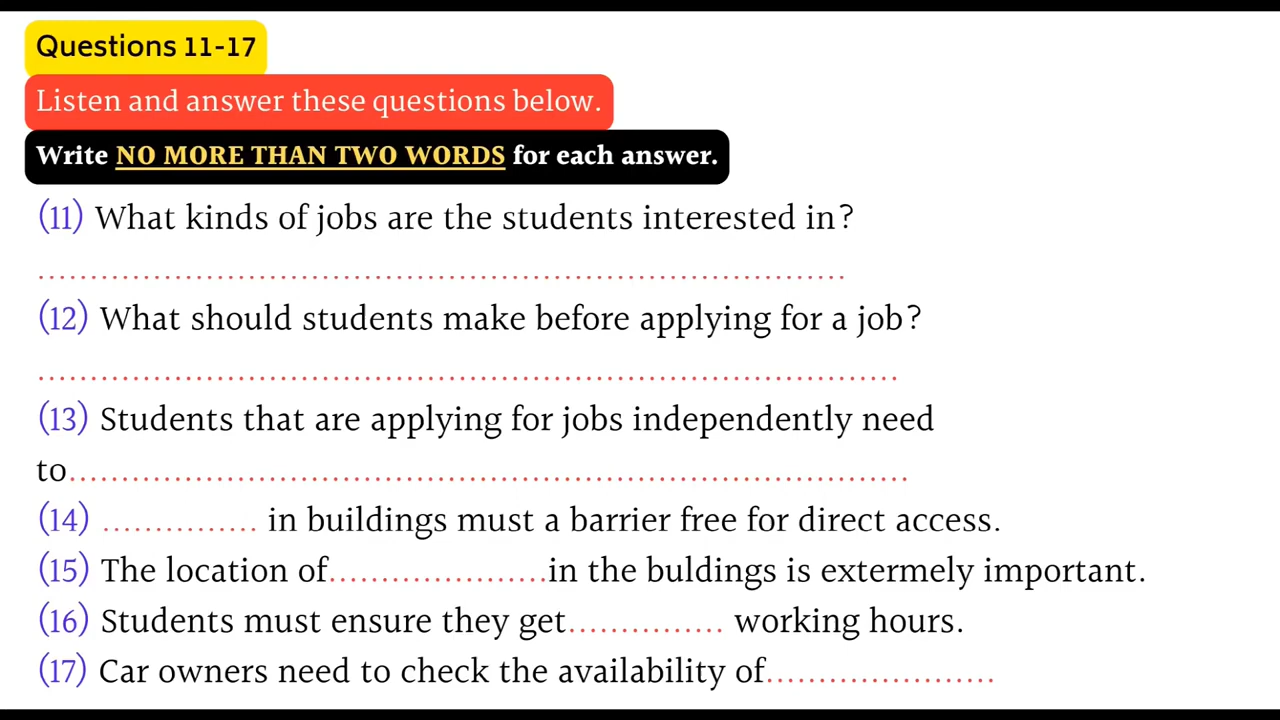 Questions 11-17
Listen and answer these questions below.
Write NO MORE THAN TWO WORDS for each answer.
(11) What kinds of jobs are the students interested in?
......................................................................
(12) What should students make before applying for a job?
......................................................................
(13) Students that are applying for jobs independently need
to......................................................................
(14) ............... in buildings must a barrier free for direct access.
(15) The location of.....................in the buldings is extermely important.
(16) Students must ensure they get............... working hours.
(17) Car owners need to check the availability of......................